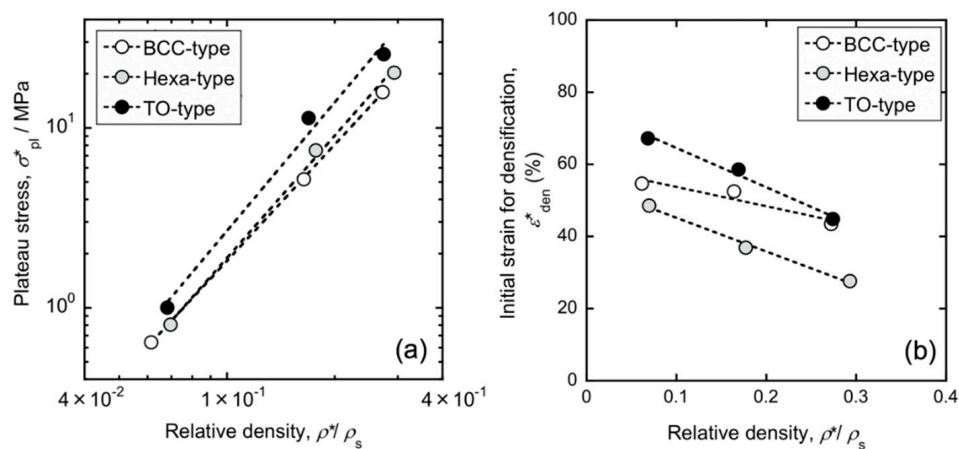 BCC-type
Hexa-type
TO-type
Plateau stress, σ*pl / MPa
10¹
10⁰
(a)
4 × 10⁻² 1 × 10⁻¹ 4 × 10⁻¹
Relative density, ρ*/ ρs
BCC-type
Hexa-type
TO-type
Initial strain for densification,
ε*den (%)
100
80
60
40
20
0
(b)
0 0.1 0.2 0.3 0.4
Relative density, ρ*/ ρs